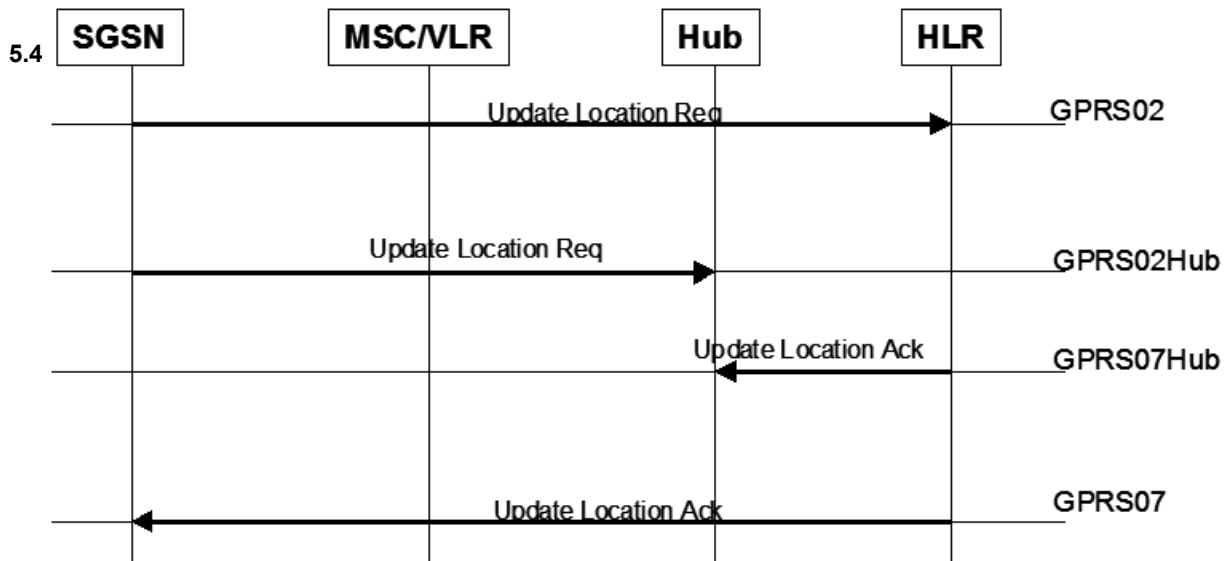 5.4 SGSN MSC/VLR Hub HLR
Update Location Req GPRS02
Update Location Req GPRS02Hub
Update Location Ack GPRS07Hub
Update Location Ack GPRS07